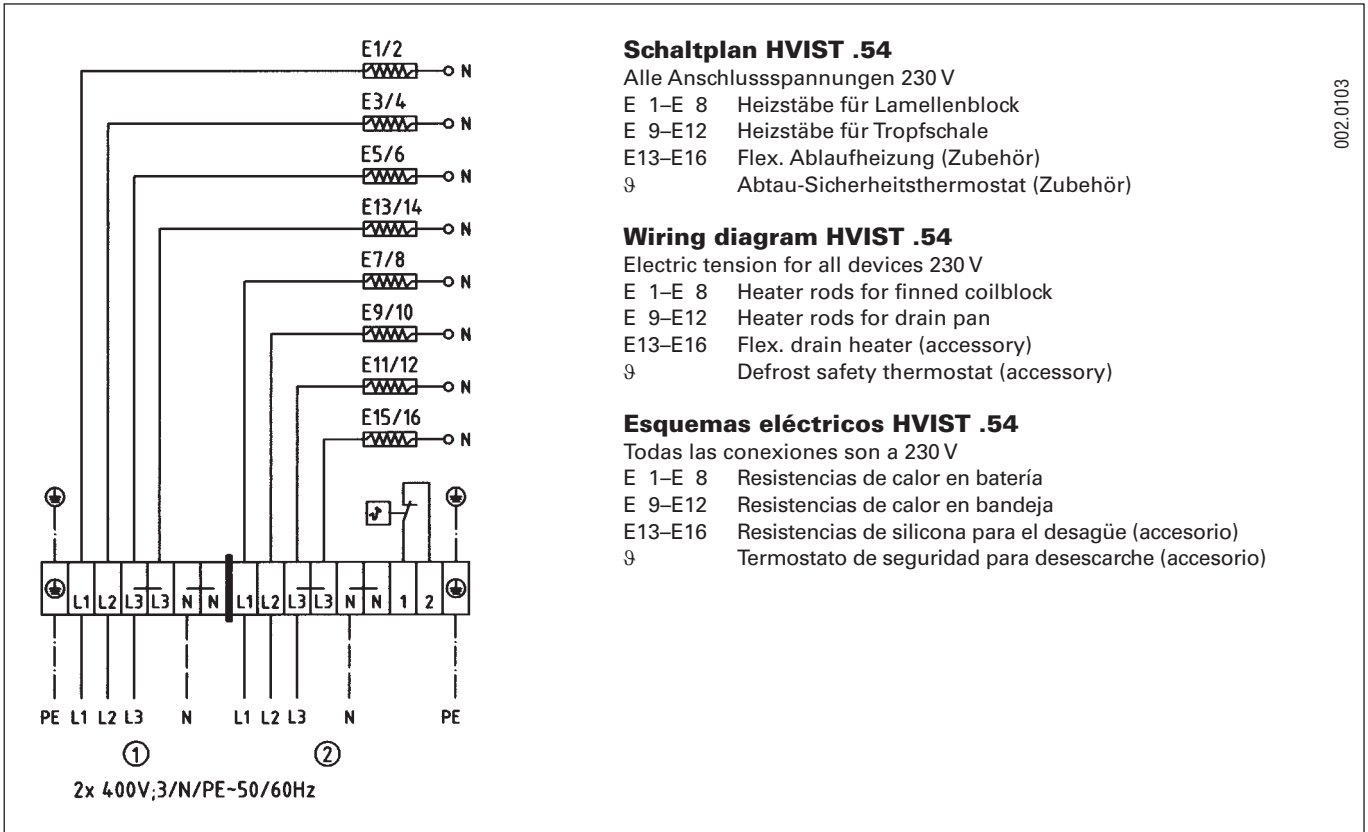 E1/2
N
E3/4
N
E5/6
N
E13/14
N
E7/8
N
E9/10
N
E11/12
N
E15/16
N
ϑ
L1 L2 L3 L3 N N L1 L2 L3 L3 N N 1 2
PE L1 L2 L3 N L1 L2 L3 N PE
1 2
2x 400V;3/N/PE~50/60Hz
Schaltplan HVIST .54
Alle Anschlussspannungen 230 V
E 1–E 8 Heizstäbe für Lamellenblock
E 9–E12 Heizstäbe für Tropfschale
E13–E16 Flex. Ablaufheizung (Zubehör)
ϑ Abtau-Sicherheitsthermostat (Zubehör)
Wiring diagram HVIST .54
Electric tension for all devices 230 V
E 1–E 8 Heater rods for finned coilblock
E 9–E12 Heater rods for drain pan
E13–E16 Flex. drain heater (accessory)
ϑ Defrost safety thermostat (accessory)
Esquemas eléctricos HVIST .54
Todas las conexiones son a 230 V
E 1–E 8 Resistencias de calor en batería
E 9–E12 Resistencias de calor en bandeja
E13–E16 Resistencias de silicona para el desagüe (accesorio)
ϑ Termostato de seguridad para desescarche (accesorio)
002.0103